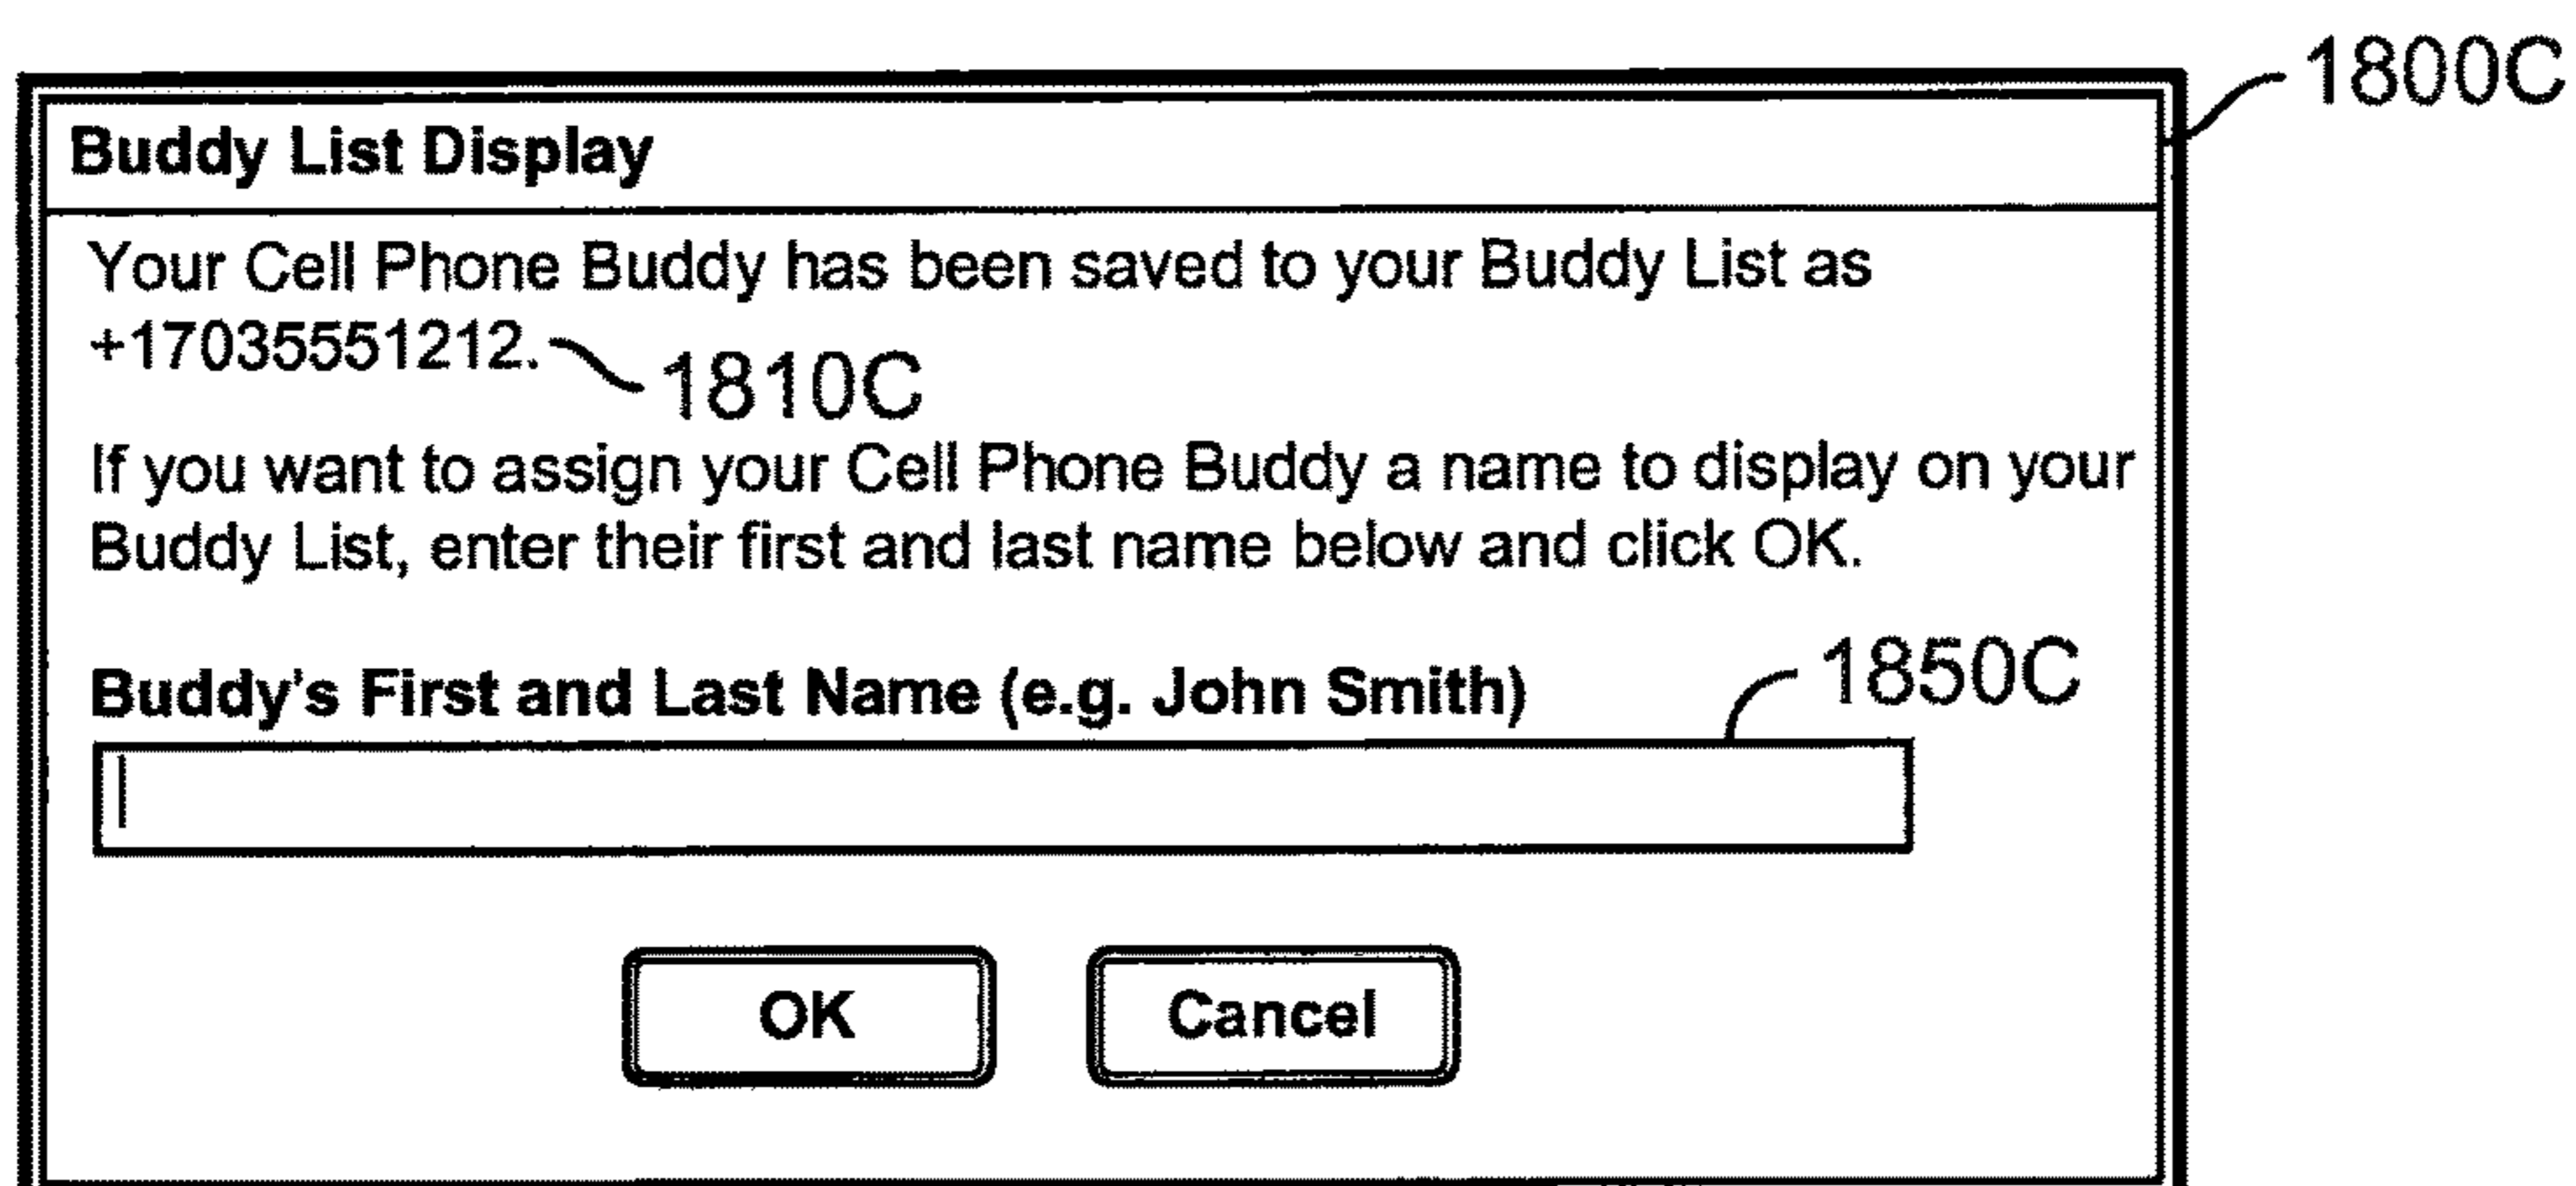 1800C
Buddy List Display
Your Cell Phone Buddy has been saved to your Buddy List as
+17035551212.
1810C
If you want to assign your Cell Phone Buddy a name to display on your
Buddy List, enter their first and last name below and click OK.
1850C
Buddy's First and Last Name (e.g. John Smith)
OK Cancel